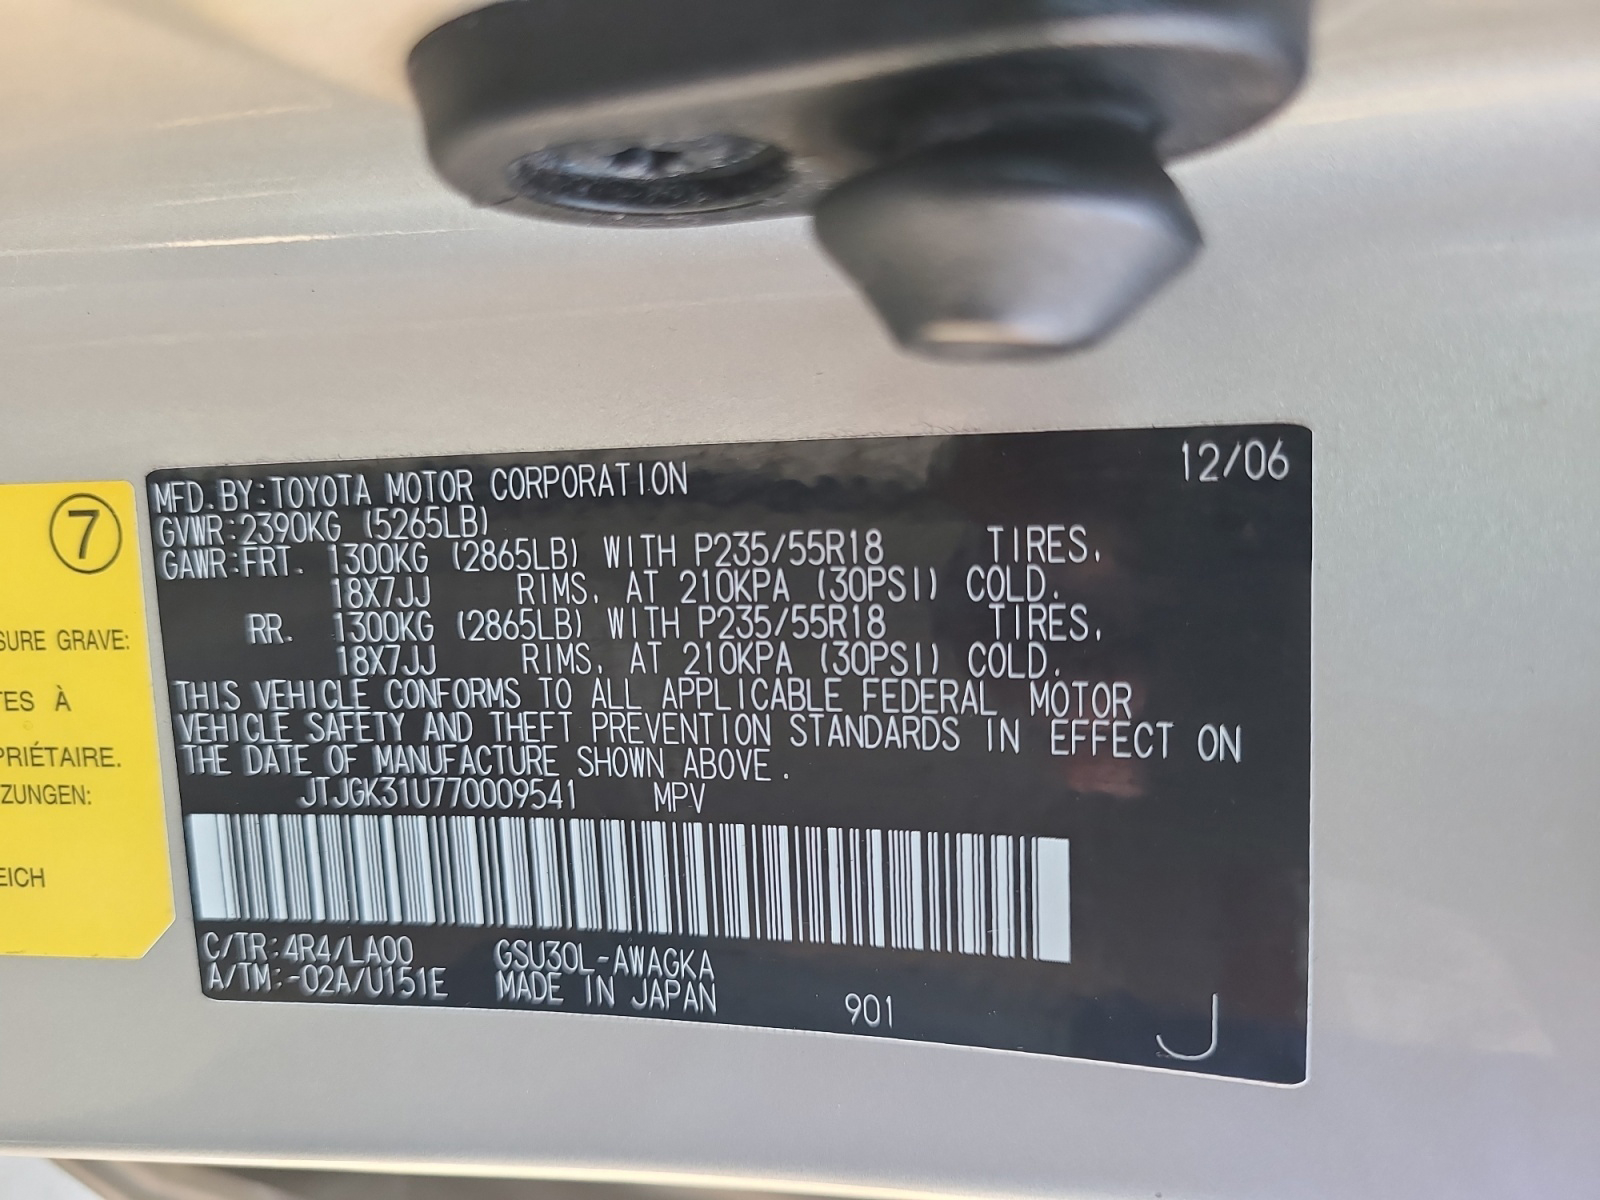 12/06
MFD. BY: TOYOTA MOTOR CORPORATION
GVWR: 2390KG (5265LB)
GAWR: FRT. 1300KG (2865LB) WITH P235/55R18 TIRES,
18X7JJ RIMS, AT 210KPA (30PSI) COLD.
RR. 1300KG (2865LB) WITH P235/55R18 TIRES,
18X7JJ RIMS, AT 210KPA (30PSI) COLD.
THIS VEHICLE CONFORMS TO ALL APPLICABLE FEDERAL MOTOR
VEHICLE SAFETY AND THEFT PREVENTION STANDARDS IN EFFECT ON
THE DATE OF MANUFACTURE SHOWN ABOVE.
JTJGK31U770009541 MPV
C/TR: 4R4/LA00 GSU30L-AWAGKA
A/TM: -02A/U151E MADE IN JAPAN
901 J
7
SURE GRAVE:
TES À
PRIÉTAIRE.
ZUNGEN:
EICH